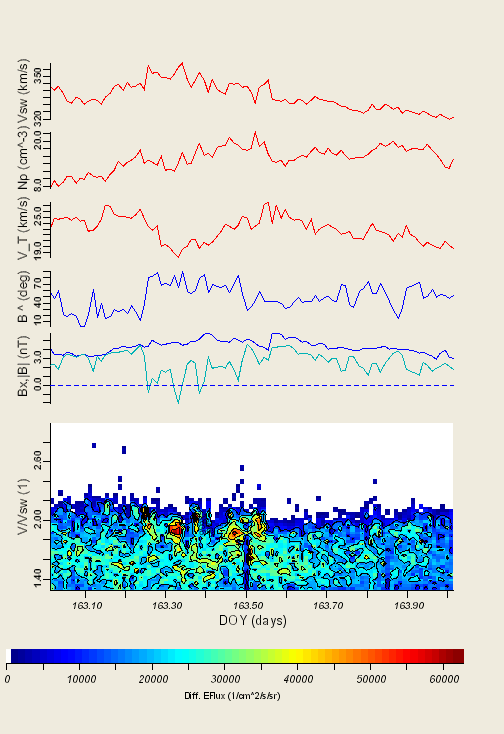 Vsw (km/s)
350
320
Np (cm^-3)
20.0
8.0
V_T (km/s)
25.0
19.0
B ^ (deg)
70
40
10
Bx,|B| (nT)
3.0
0.0
V/Vsw (1)
2.60
2.00
1.40
163.10 163.30 163.50 163.70 163.90
DOY (days)
0 10000 20000 30000 40000 50000 60000
Diff. EFlux (1/cm^2/s/sr)